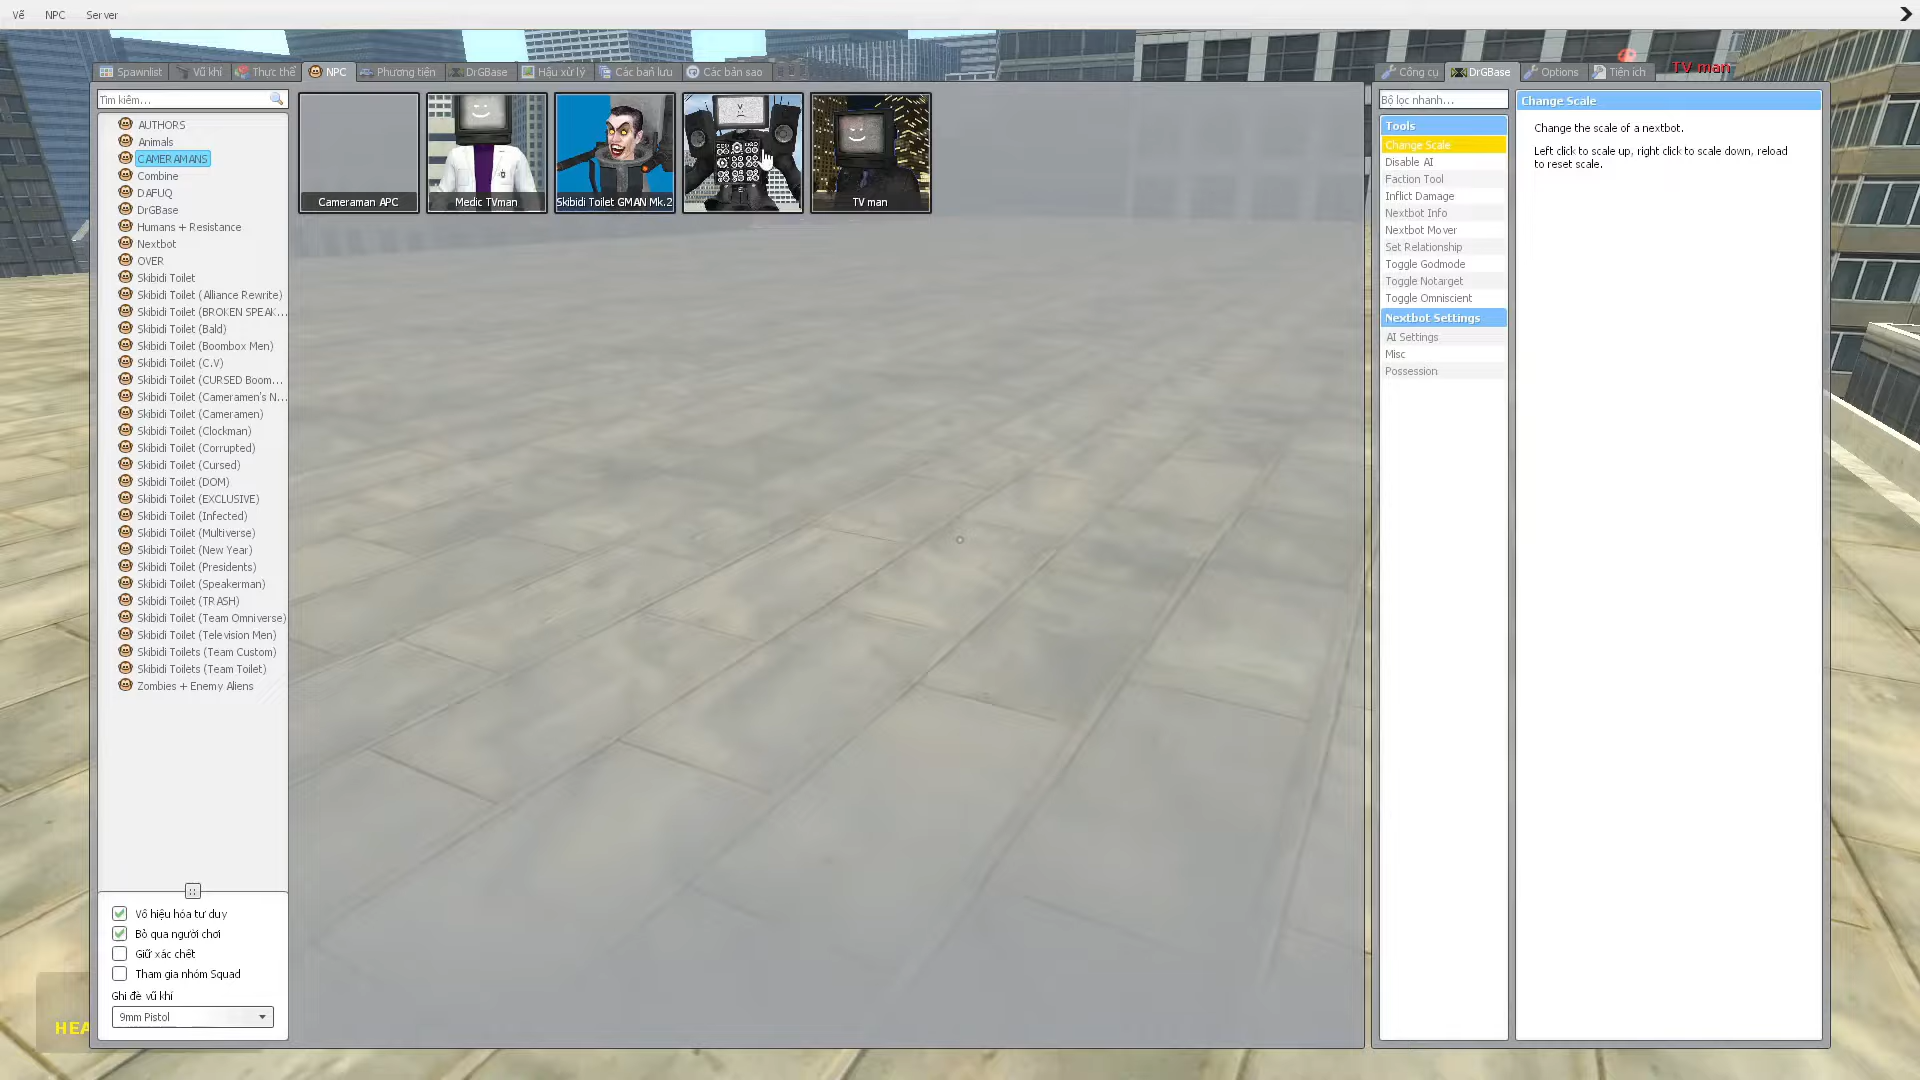 Vẽ NPC Server
Spawnlist Vũ khí Thực thể NPC Phương tiện DrGBase Hậu xử lý Các bản lưu Các bản sao
Công cụ DrGBase Options Tiện ích
TV man
Tìm kiếm...
AUTHORS
Animals
CAMERAMANS
Combine
DAFUQ
DrGBase
Humans + Resistance
Nextbot
OVER
Skibidi Toilet
Skibidi Toilet (Alliance Rewrite)
Skibidi Toilet (BROKEN SPEAK...
Skibidi Toilet (Bald)
Skibidi Toilet (Boombox Men)
Skibidi Toilet (C.V)
Skibidi Toilet (CURSED Boom...
Skibidi Toilet (Cameramen's N...
Skibidi Toilet (Cameramen)
Skibidi Toilet (Clockman)
Skibidi Toilet (Corrupted)
Skibidi Toilet (Cursed)
Skibidi Toilet (DOM)
Skibidi Toilet (EXCLUSIVE)
Skibidi Toilet (Infected)
Skibidi Toilet (Multiverse)
Skibidi Toilet (New Year)
Skibidi Toilet (Presidents)
Skibidi Toilet (Speakerman)
Skibidi Toilet (TRASH)
Skibidi Toilet (Team Omniverse)
Skibidi Toilet (Television Men)
Skibidi Toilets (Team Custom)
Skibidi Toilets (Team Toilet)
Zombies + Enemy Aliens
Vô hiệu hóa tư duy
Bỏ qua người chơi
Giữ xác chết
Tham gia nhóm Squad
Ghi đè vũ khí
9mm Pistol
HEA
Cameraman APC
Medic TVman
Skibidi Toilet GMAN Mk.2
TV man
Bộ lọc nhanh...
Tools
Change Scale
Disable AI
Faction Tool
Inflict Damage
Nextbot Info
Nextbot Mover
Set Relationship
Toggle Godmode
Toggle Notarget
Toggle Omniscient
Nextbot Settings
AI Settings
Misc
Possession
Change Scale
Change the scale of a nextbot.
Left click to scale up, right click to scale down, reload
to reset scale.